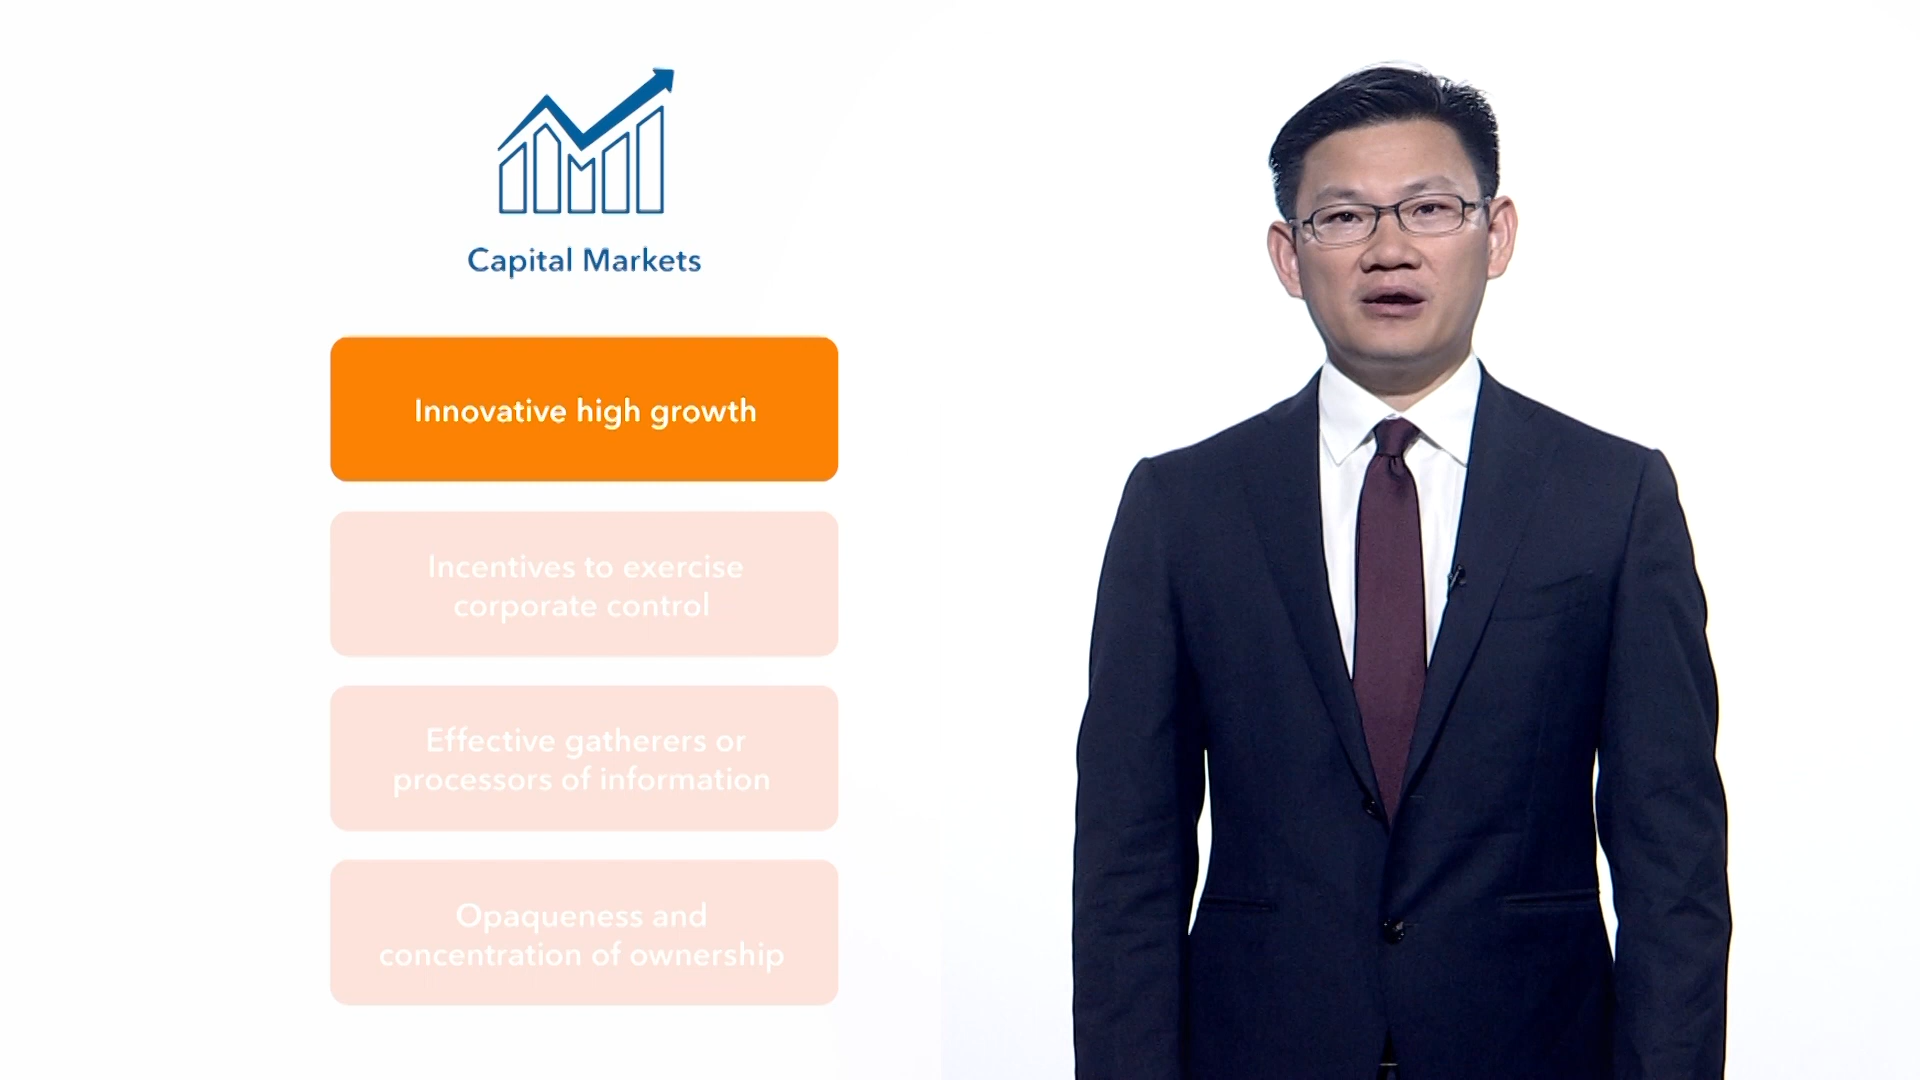 Capital Markets
Innovative high growth
Incentives to exercise
corporate control
Effective gatherers or
processors of information
Opaqueness and
concentration of ownership